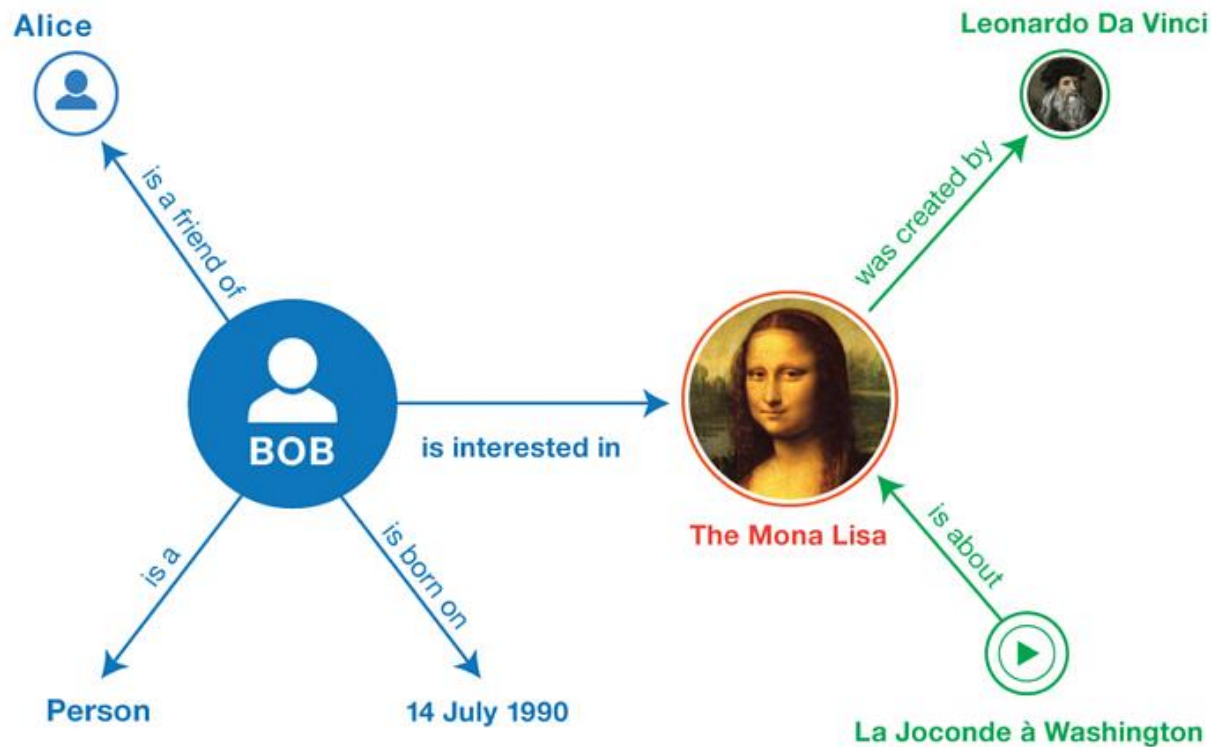 Alice
Leonardo Da Vinci
is a friend of
was created by
BOB
is interested in
The Mona Lisa
is a
is born on
is about
Person
14 July 1990
La Joconde à Washington